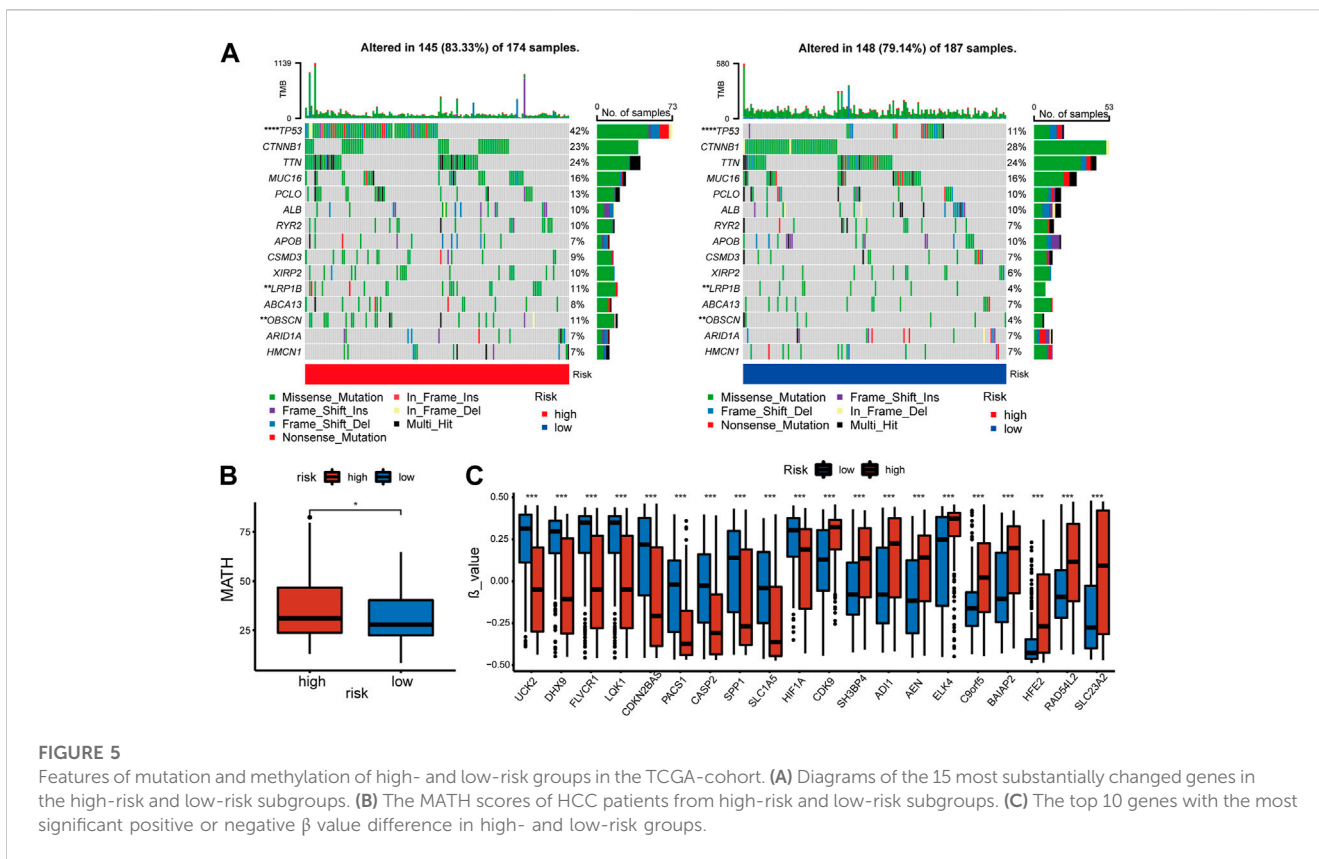 A
Altered in 145 (83.33%) of 174 samples.
1139
TMB
0
0
No. of samples
73
****TP53 42%
CTNNB1 23%
TTN 24%
MUC16 16%
PCLO 13%
ALB 10%
RYR2 10%
APOB 7%
CSMD3 9%
XIRP2 10%
**LRP1B 11%
ABCA13 8%
**OBSCN 11%
ARID1A 7%
HMCN1 7%
Risk
Missense_Mutation In_Frame_Ins Risk
Frame_Shift_Ins In_Frame_Del high
Frame_Shift_Del Multi_Hit low
Nonsense_Mutation
Altered in 148 (79.14%) of 187 samples.
580
TMB
0
0
No. of samples
53
****TP53 11%
CTNNB1 28%
TTN 24%
MUC16 16%
PCLO 10%
ALB 10%
RYR2 7%
APOB 10%
CSMD3 7%
XIRP2 6%
**LRP1B 4%
ABCA13 7%
**OBSCN 4%
ARID1A 7%
HMCN1 7%
Risk
Missense_Mutation Frame_Shift_Ins Risk
Frame_Shift_Del In_Frame_Del high
Nonsense_Mutation Multi_Hit low
B
risk high low
*
MATH
75
50
25
high low
risk
C
Risk low high
*** *** *** *** *** *** *** *** *** *** *** *** *** *** *** *** *** *** *** ***
ß_value
0.50
0.25
0.00
−0.25
−0.50
UCK2 DHX9 FLVCR1 LQK1 CDKN2BAS PACS1 CASP2 SPP1 SLC1A5 HIF1A CDK9 SH3BP4 ADI1 AEN ELK4 C9orf5 BAIAP2 HFE2 RAD54L2 SLC23A2
FIGURE 5
Features of mutation and methylation of high- and low-risk groups in the TCGA-cohort. (A) Diagrams of the 15 most substantially changed genes in
the high-risk and low-risk subgroups. (B) The MATH scores of HCC patients from high-risk and low-risk subgroups. (C) The top 10 genes with the most
significant positive or negative β value difference in high- and low-risk groups.